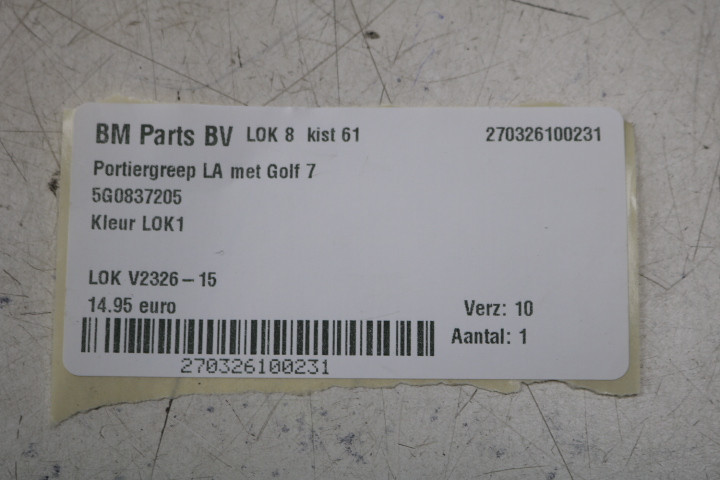 BM Parts BV LOK 8 kist 61 270326100231
Portiergreep LA met Golf 7
5G0837205
Kleur LOK1
LOK V2326-15
14.95 euro Verz: 10
Aantal: 1
270326100231